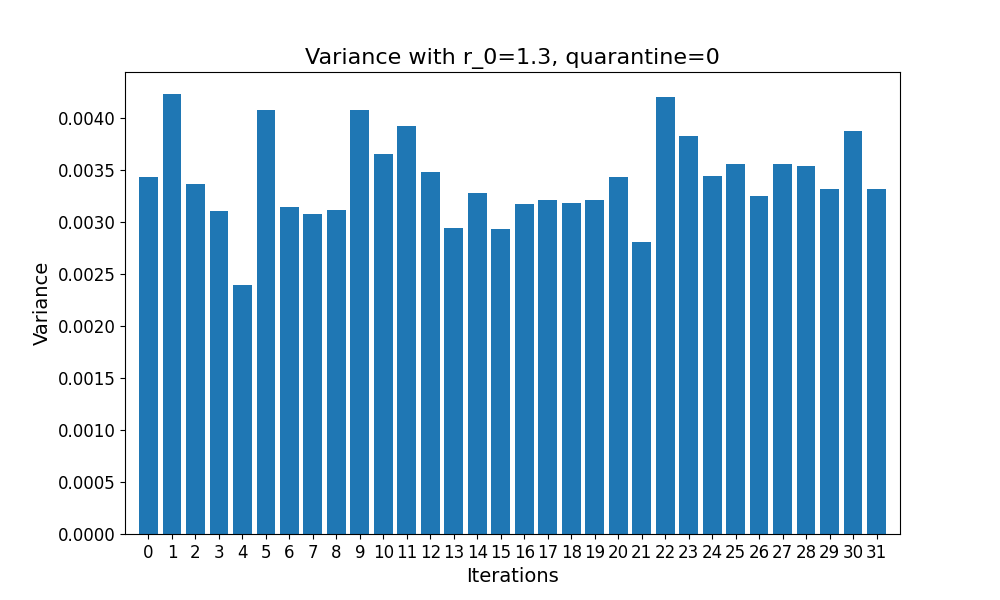 Variance with r_0=1.3, quarantine=0
Variance
0.0040
0.0035
0.0030
0.0025
0.0020
0.0015
0.0010
0.0005
0.0000
0 1 2 3 4 5 6 7 8 9 10 11 12 13 14 15 16 17 18 19 20 21 22 23 24 25 26 27 28 29 30 31
Iterations